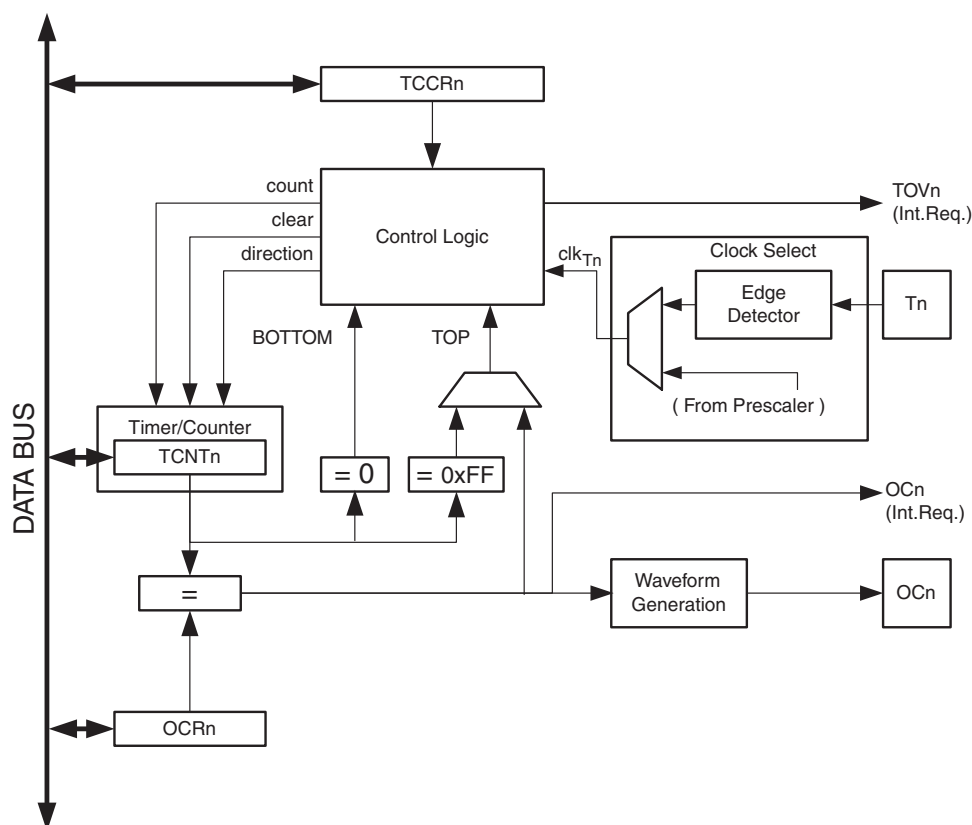 TCCRn
count
clear
direction
Control Logic
TOVn
(Int.Req.)
clkTn
Clock Select
Edge
Detector
Tn
BOTTOM
TOP
( From Prescaler )
Timer/Counter
TCNTn
= 0
= 0xFF
DATA BUS
OCn
(Int.Req.)
=
Waveform
Generation
OCn
OCRn